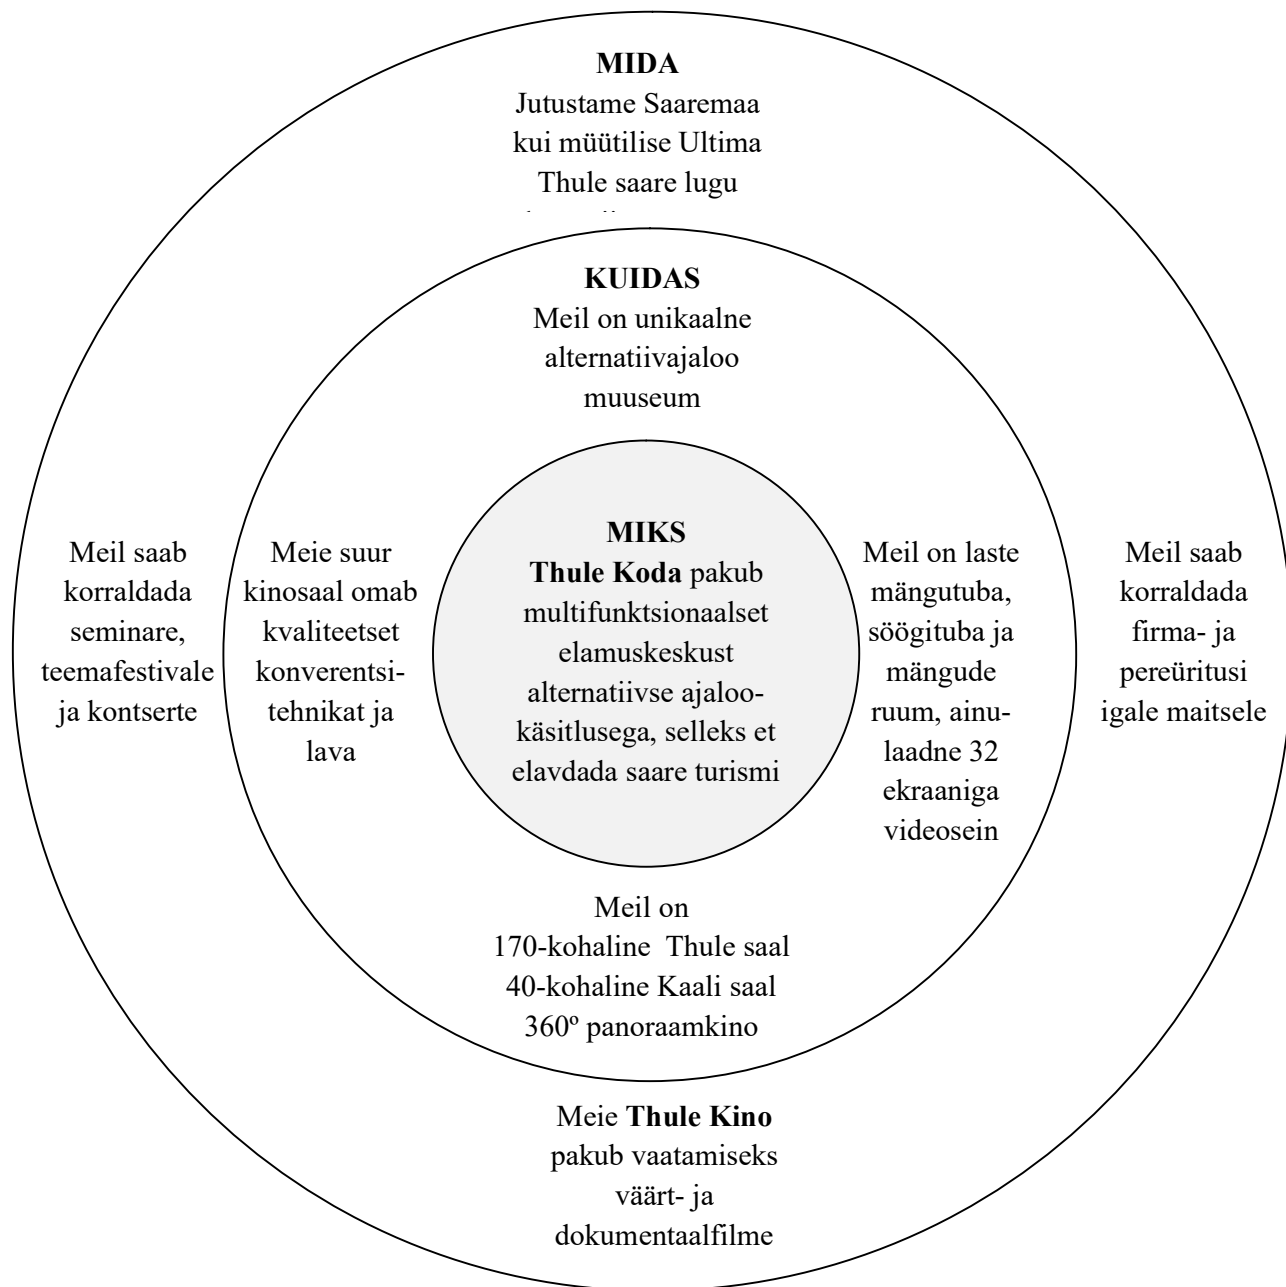 MIDA
Jutustame Saaremaa
kui müütilise Ultima
Thule saare lugu
KUIDAS
Meil on unikaalne
alternatiivajaloo
muuseum
Meil saab
korraldada
seminare,
teemafestivale
ja kontserte
Meie suur
kinosaal omab
kvaliteetset
konverentsi-
tehnikat ja
lava
MIKS
Thule Koda pakub
multifunktsionaalset
elamuskeskust
alternatiivse ajaloo-
käsitlusega, selleks et
elavdada saare turismi
Meil on laste
mängutuba,
söögituba ja
mängude
ruum, ainu-
laadne 32
ekraaniga
videosein
Meil saab
korraldada
firma- ja
pereüritusi
igale maitsele
Meil on
170-kohaline Thule saal
40-kohaline Kaali saal
360º panoraamkino
Meie Thule Kino
pakub vaatamiseks
väärt- ja
dokumentaalfilme